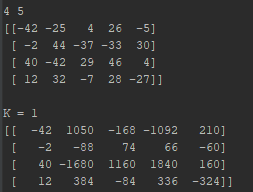 4 5
[[-42 -25   4  26  -5]
 [ -2  44 -37 -33  30]
 [ 40 -42  29  46   4]
 [ 12  32  -7  28 -27]]
K = 1
[[  -42  1050  -168 -1092   210]
 [   -2   -88    74    66   -60]
 [   40 -1680  1160  1840   160]
 [   12   384   -84   336  -324]]